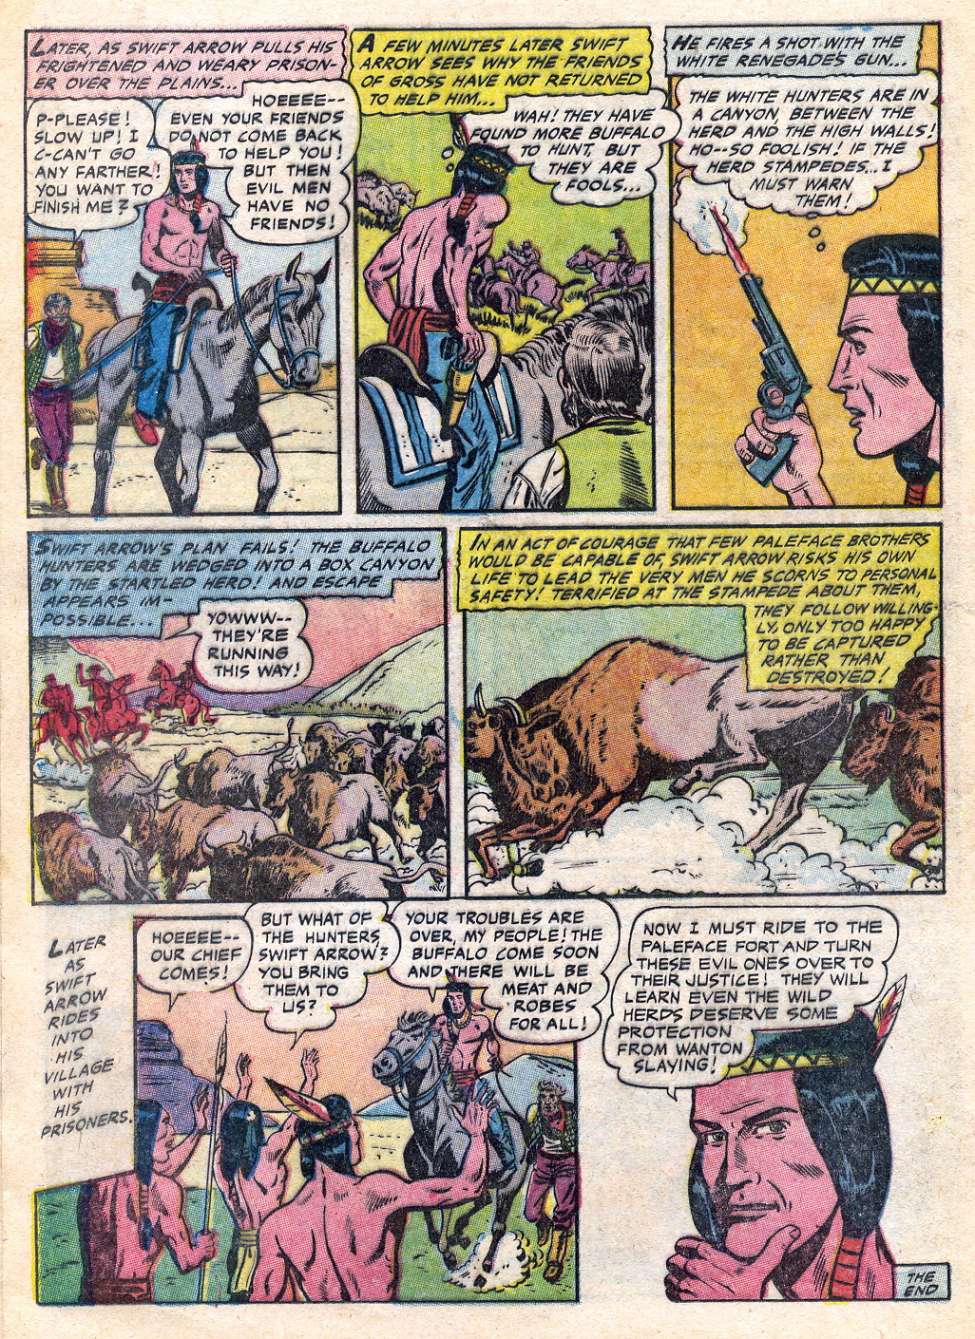 LATER, AS SWIFT ARROW PULLS HIS
FRIGHTENED AND WEARY PRISON-
ER OVER THE PLAINS...
P-PLEASE!
SLOW UP! I
C-CAN'T GO
ANY FARTHER!
YOU WANT TO
FINISH ME?
HOEEEE--
EVEN YOUR FRIENDS
DO NOT COME BACK
TO HELP YOU!
BUT THEN
EVIL MEN
HAVE NO
FRIENDS!
A FEW MINUTES LATER SWIFT
ARROW SEES WHY THE FRIENDS
OF GROSS HAVE NOT RETURNED
TO HELP HIM...
WAH! THEY HAVE
FOUND MORE BUFFALO
TO HUNT, BUT
THEY ARE
FOOLS...
HE FIRES A SHOT WITH THE
WHITE RENEGADE'S GUN...
THE WHITE HUNTERS ARE IN
A CANYON, BETWEEN THE
HERD AND THE HIGH WALLS!
HO--SO FOOLISH! IF THE
HERD STAMPEDES...I
MUST WARN
THEM!
SWIFT ARROW'S PLAN FAILS! THE BUFFALO
HUNTERS ARE WEDGED INTO A BOX CANYON
BY THE STARTLED HERD! AND ESCAPE
APPEARS IM-
POSSIBLE...
YOWWW--
THEY'RE
RUNNING
THIS WAY!
IN AN ACT OF COURAGE THAT FEW PALEFACE BROTHERS
WOULD BE CAPABLE OF, SWIFT ARROW RISKS HIS OWN
LIFE TO LEAD THE VERY MEN HE SCORNS TO PERSONAL
SAFETY! TERRIFIED AT THE STAMPEDE ABOUT THEM,
THEY FOLLOW WILLING-
LY, ONLY TOO HAPPY
TO BE CAPTURED
RATHER THAN
DESTROYED!
LATER
AS
SWIFT
ARROW
RIDES
INTO
HIS
VILLAGE
WITH
HIS
PRISONERS.
HOEEEE--
OUR CHIEF
COMES!
BUT WHAT OF
THE HUNTERS,
SWIFT ARROW?
YOU BRING
THEM TO
US?
YOUR TROUBLES ARE
OVER, MY PEOPLE! THE
BUFFALO COME SOON
AND THERE WILL BE
MEAT AND
ROBES
FOR ALL!
NOW I MUST RIDE TO THE
PALEFACE FORT AND TURN
THESE EVIL ONES OVER TO
THEIR JUSTICE! THEY WILL
LEARN EVEN THE WILD
HERDS DESERVE SOME
PROTECTION
FROM WANTON
SLAYING!
THE
END